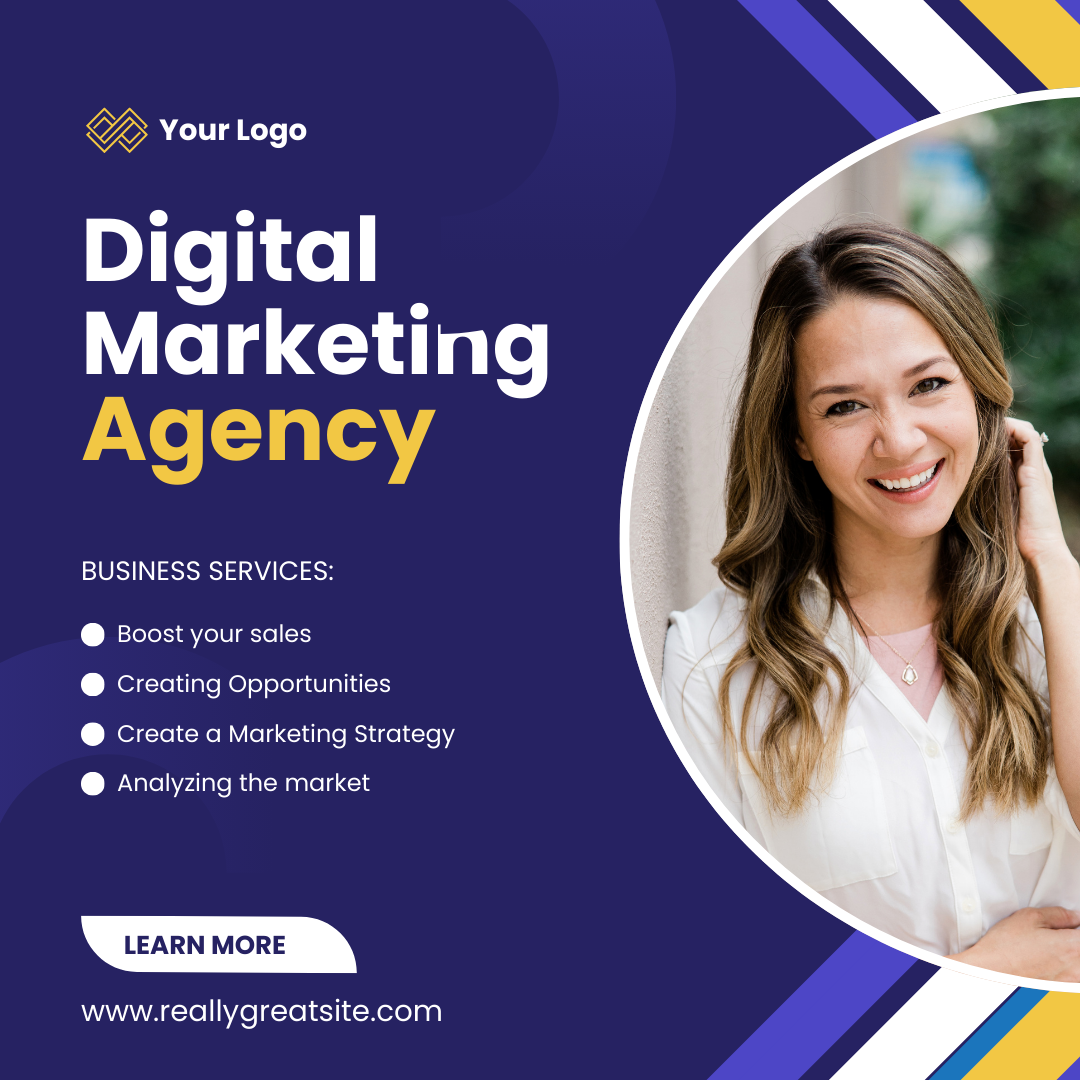 Your Logo
Digital
Marketing
Agency
BUSINESS SERVICES:
Boost your sales
Creating Opportunities
Create a Marketing Strategy
Analyzing the market
LEARN MORE
www.reallygreatsite.com